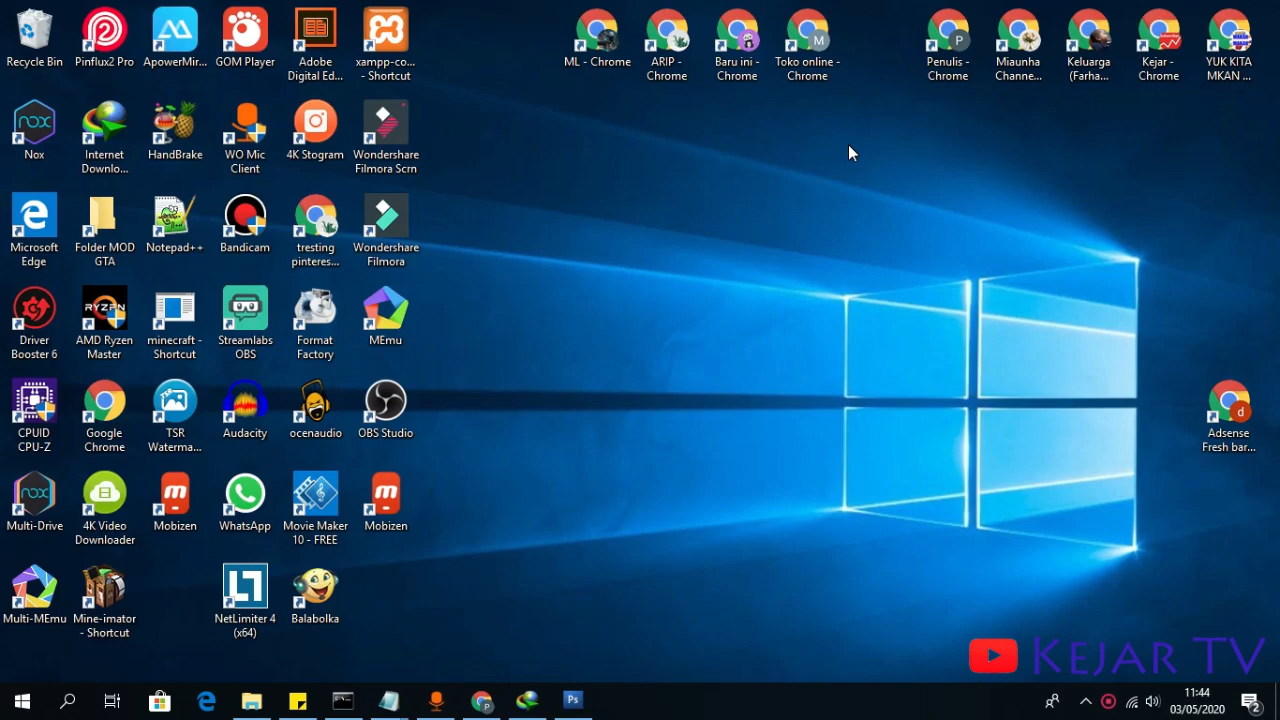 Recycle Bin
Pinflux2 Pro
ApowerMir...
GOM Player
Adobe
Digital Ed...
xampp-co...
- Shortcut
ML - Chrome
ARIP -
Chrome
Baru ini -
Chrome
Toko online -
Chrome
Penulis -
Chrome
Miaunha
Channe...
Keluarga
(Farha...
Kejar -
Chrome
YUK KITA
MKAN ...
Nox
Internet
Downlo...
HandBrake
WO Mic
Client
4K Stogram
Wondershare
Filmora Scrn
Microsoft
Edge
Folder MOD
GTA
Notepad++
Bandicam
tresting
pinteres...
Wondershare
Filmora
Driver
Booster 6
AMD Ryzen
Master
minecraft -
Shortcut
Streamlabs
OBS
Format
Factory
MEmu
CPUID
CPU-Z
Google
Chrome
TSR
Waterma...
Audacity
ocenaudio
OBS Studio
Adsense
Fresh bar...
Multi-Drive
4K Video
Downloader
Mobizen
WhatsApp
Movie Maker
10 - FREE
Mobizen
Multi-MEmu
Mine-imator
- Shortcut
NetLimiter 4
(x64)
Balabolka
KEJAR TV
11:44
03/05/2020